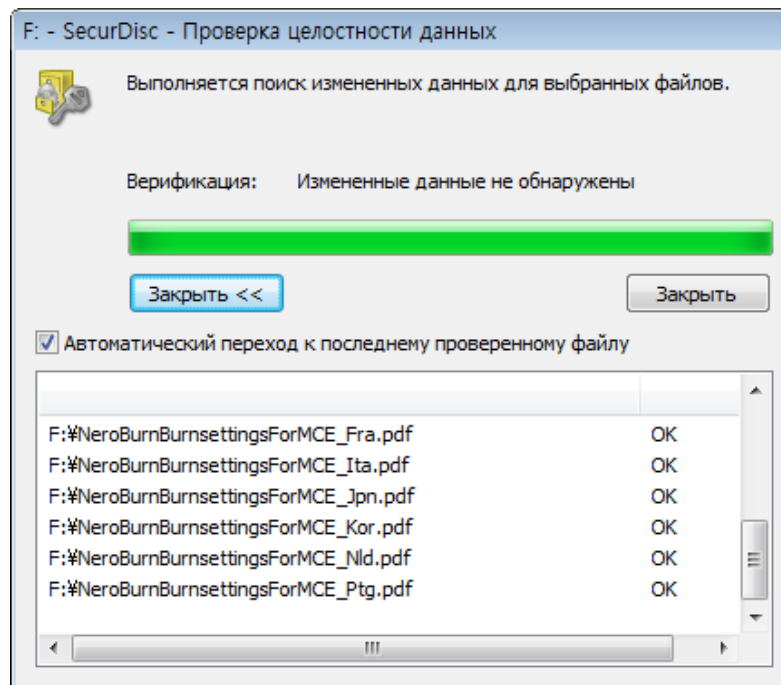 F: - SecurDisc - Проверка целостности данных
Выполняется поиск измененных данных для выбранных файлов.
Верификация: Измененные данные не обнаружены
Закрыть << Закрыть
Автоматический переход к последнему проверенному файлу
F:¥NeroBurnBurnsettingsForMCE_Fra.pdf OK
F:¥NeroBurnBurnsettingsForMCE_Ita.pdf OK
F:¥NeroBurnBurnsettingsForMCE_Jpn.pdf OK
F:¥NeroBurnBurnsettingsForMCE_Kor.pdf OK
F:¥NeroBurnBurnsettingsForMCE_Nld.pdf OK
F:¥NeroBurnBurnsettingsForMCE_Ptg.pdf OK